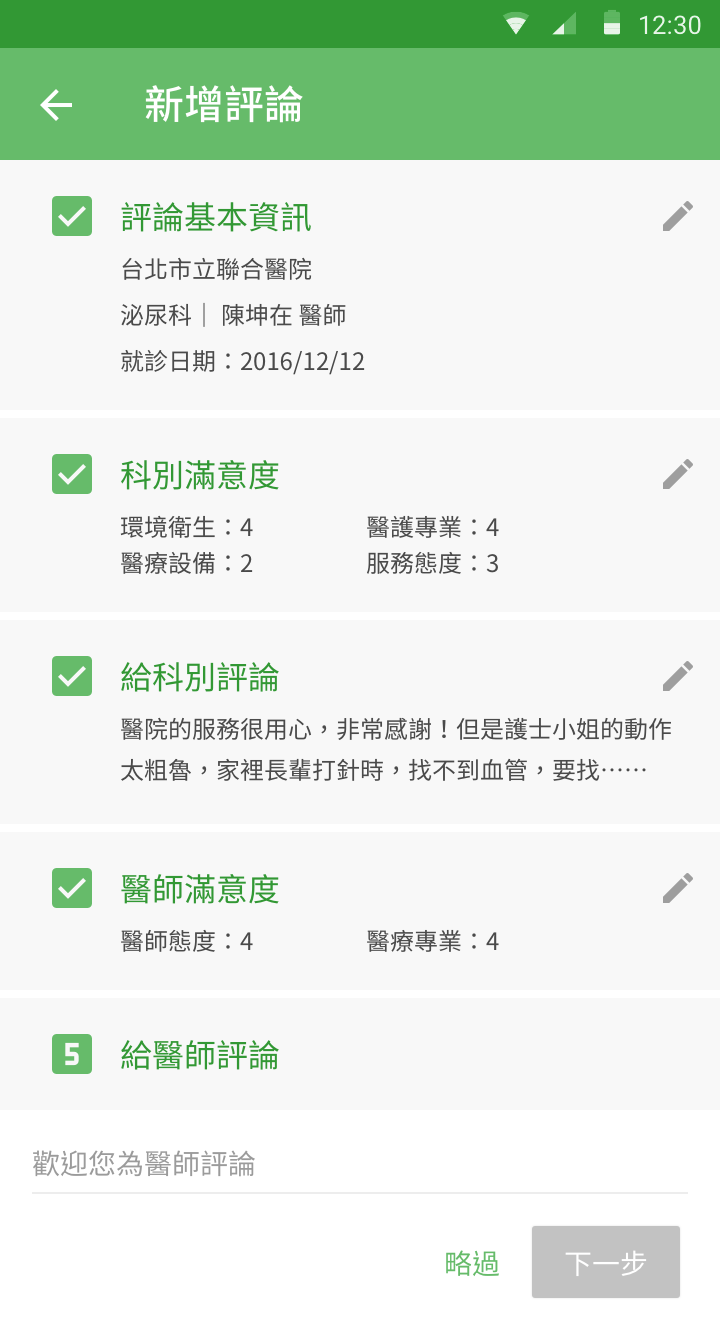 12:30
新增評論
評論基本資訊
台北市立聯合醫院
泌尿科│ 陳坤在 醫師
就診日期：2016/12/12
科別滿意度
環境衛生：4 醫護專業：4
醫療設備：2 服務態度：3
給科別評論
醫院的服務很用心，非常感謝！但是護士小姐的動作
太粗魯，家裡長輩打針時，找不到血管，要找⋯⋯
醫師滿意度
醫師態度：4 醫療專業：4
5 給醫師評論
歡迎您為醫師評論
略過 下一步